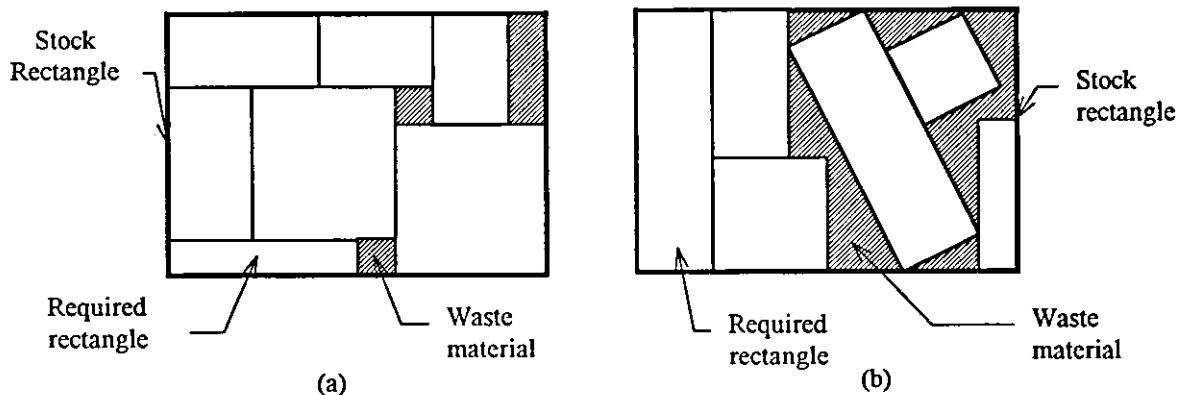 Stock
Rectangle
Required
rectangle
Waste
material
(a)
Stock
rectangle
Required
rectangle
Waste
material
(b)